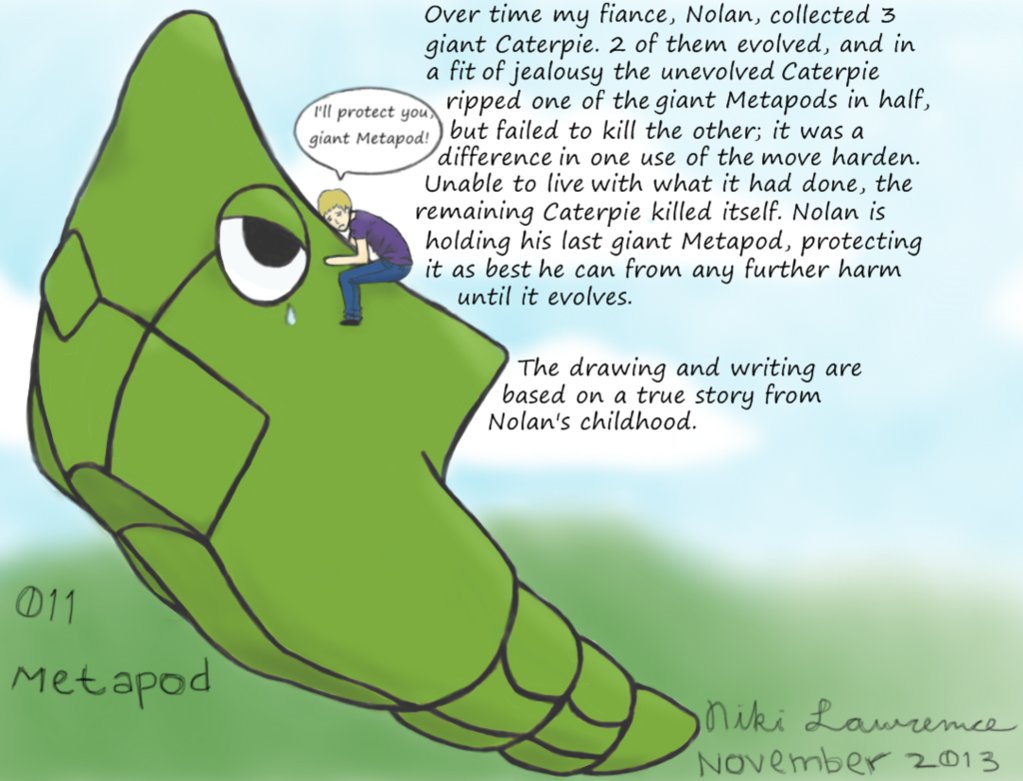 Over time my fiance, Nolan, collected 3
giant Caterpie. 2 of them evolved, and in
a fit of jealousy the unevolved Caterpie
ripped one of the giant Metapods in half,
but failed to kill the other; it was a
difference in one use of the move harden.
Unable to live with what it had done, the
remaining Caterpie killed itself. Nolan is
holding his last giant Metapod, protecting
it as best he can from any further harm
until it evolves.
I'll protect you,
giant Metapod!
The drawing and writing are
based on a true story from
Nolan's childhood.
011
Metapod
Niki Lawrence
November 2013